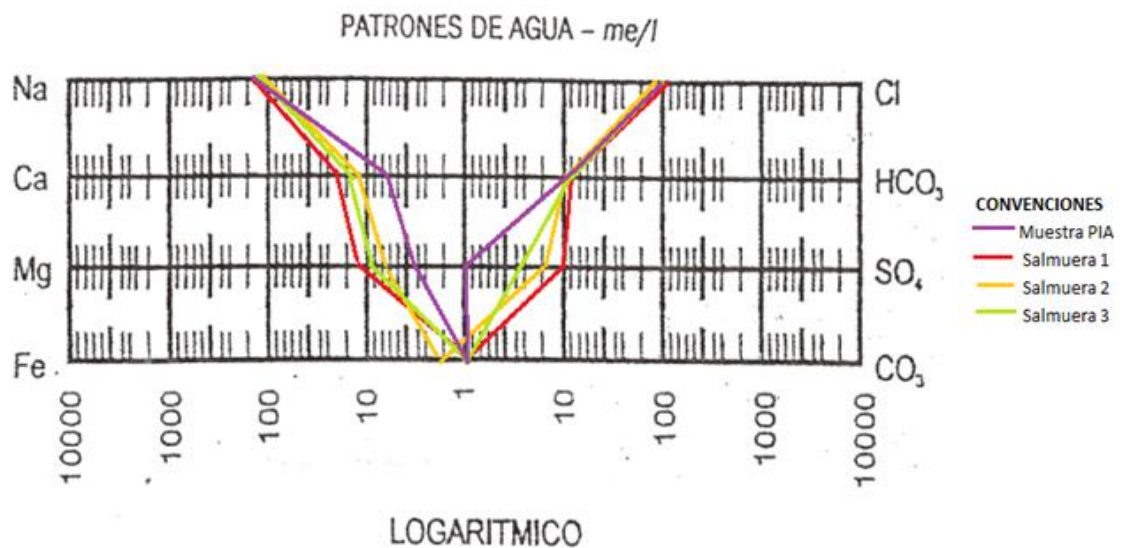 PATRONES DE AGUA – me/l
Na
Cl
Ca
HCO₃
Mg
SO₄
Fe
CO₃
10000
1000
100
10
1
10
100
1000
10000
LOGARITMICO
CONVENCIONES
Muestra PIA
Salmuera 1
Salmuera 2
Salmuera 3